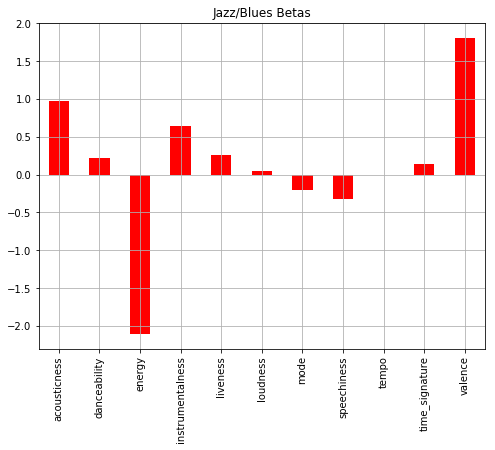 Jazz/Blues Betas
2.0
1.5
1.0
0.5
0.0
−0.5
−1.0
−1.5
−2.0
acousticness
danceability
energy
instrumentalness
liveness
loudness
mode
speechiness
tempo
time_signature
valence